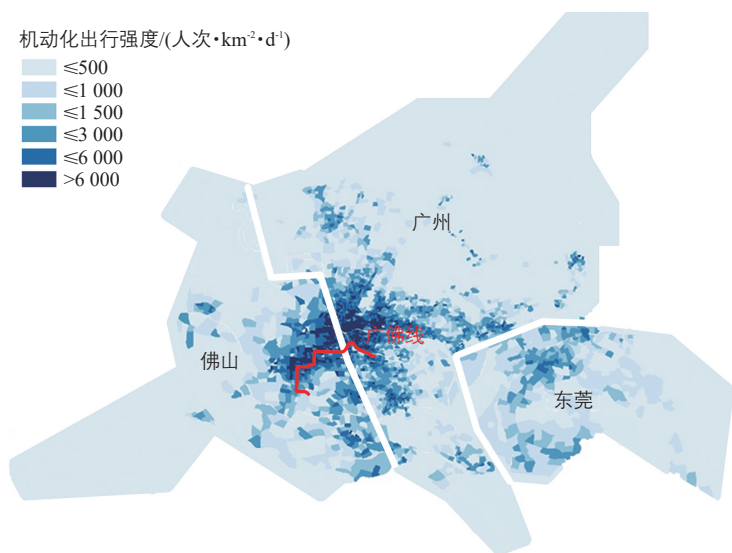 机动化出行强度/(人次·km⁻²·d⁻¹)
≤500
≤1 000
≤1 500
≤3 000
≤6 000
>6 000
广州
广佛线
佛山
东莞